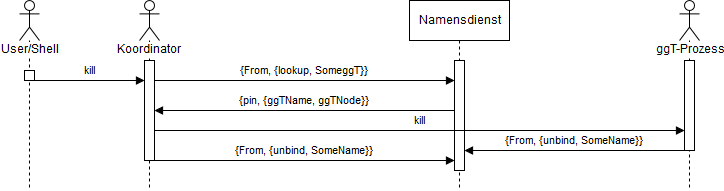 User/Shell
Koordinator
Namensdienst
ggT-Prozess
kill
{From, {lookup, SomeggT}}
{pin, {ggTName, ggTNode}}
kill
{From, {unbind, SomeName}}
{From, {unbind, SomeName}}